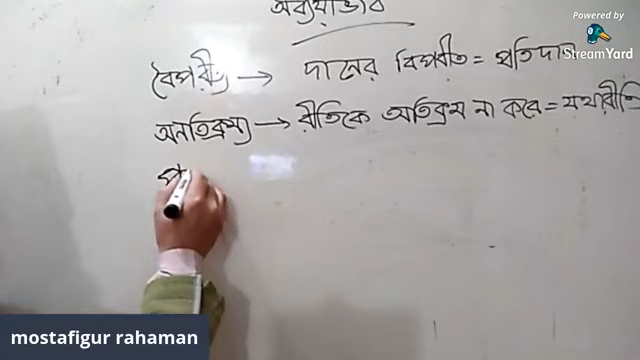 অব্যয়ীভাব
বৈপরীত্য → দানের বিপরীত = প্রতিদান
অনতিক্রম্য → রীতিকে অতিক্রম না করে = যথারীতি
প
Powered by
StreamYard
mostafigur rahaman